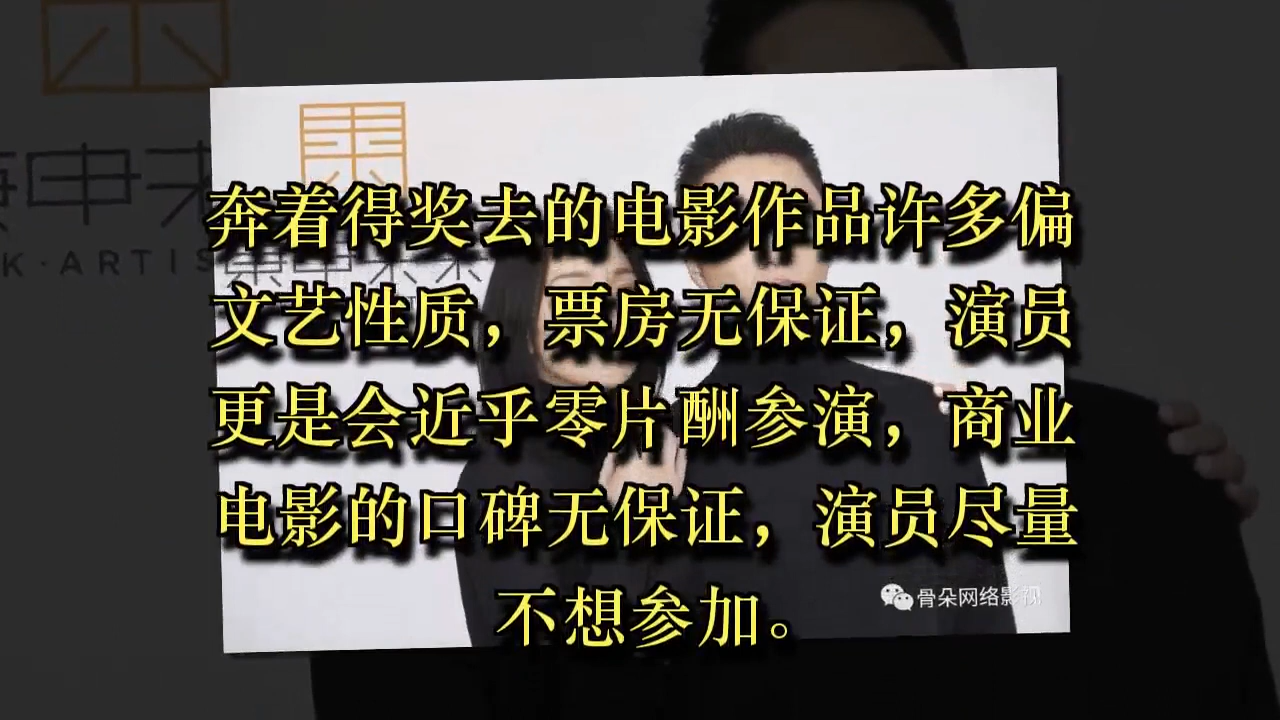 奔着得奖去的电影作品许多偏
文艺性质，票房无保证，演员
更是会近乎零片酬参演，商业
电影的口碑无保证，演员尽量
不想参加。
骨朵网络影视